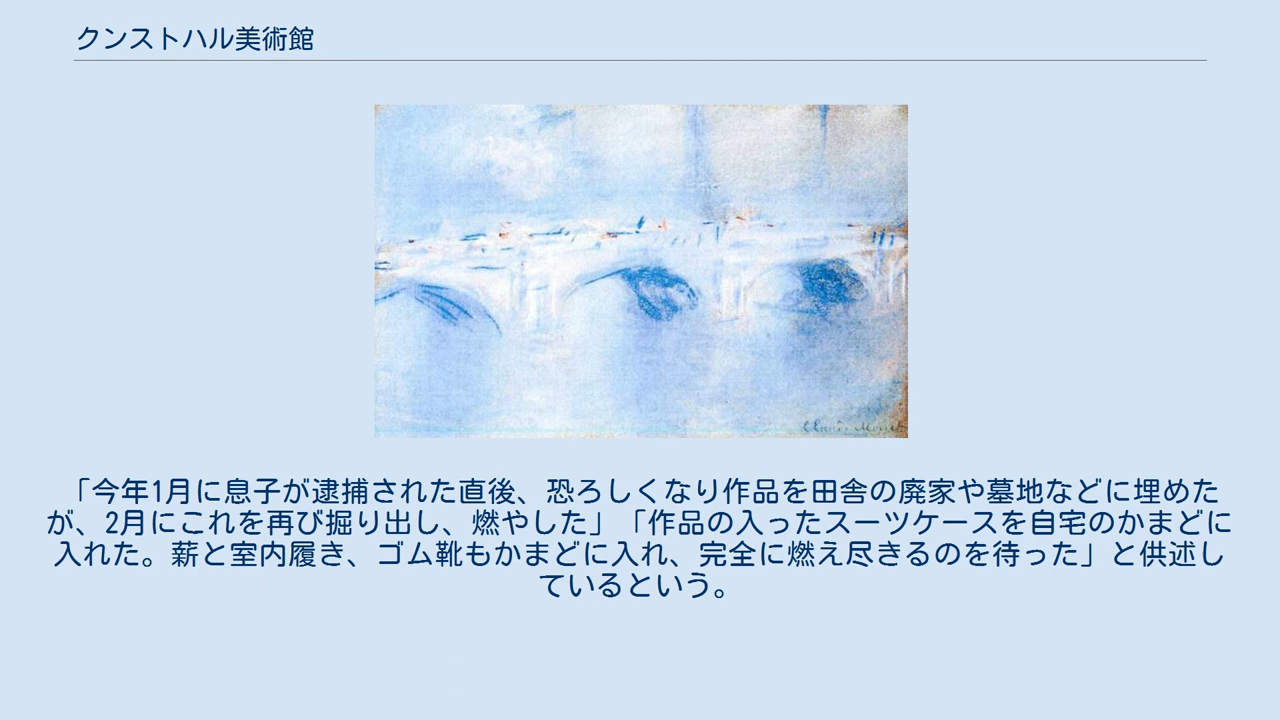 クンストハル美術館
Claude Monet
「今年1月に息子が逮捕された直後、恐ろしくなり作品を田舎の廃家や墓地などに埋めた
が、2月にこれを再び掘り出し、燃やした」「作品の入ったスーツケースを自宅のかまどに
入れた。薪と室内履き、ゴム靴もかまどに入れ、完全に燃え尽きるのを待った」と供述し
ているという。